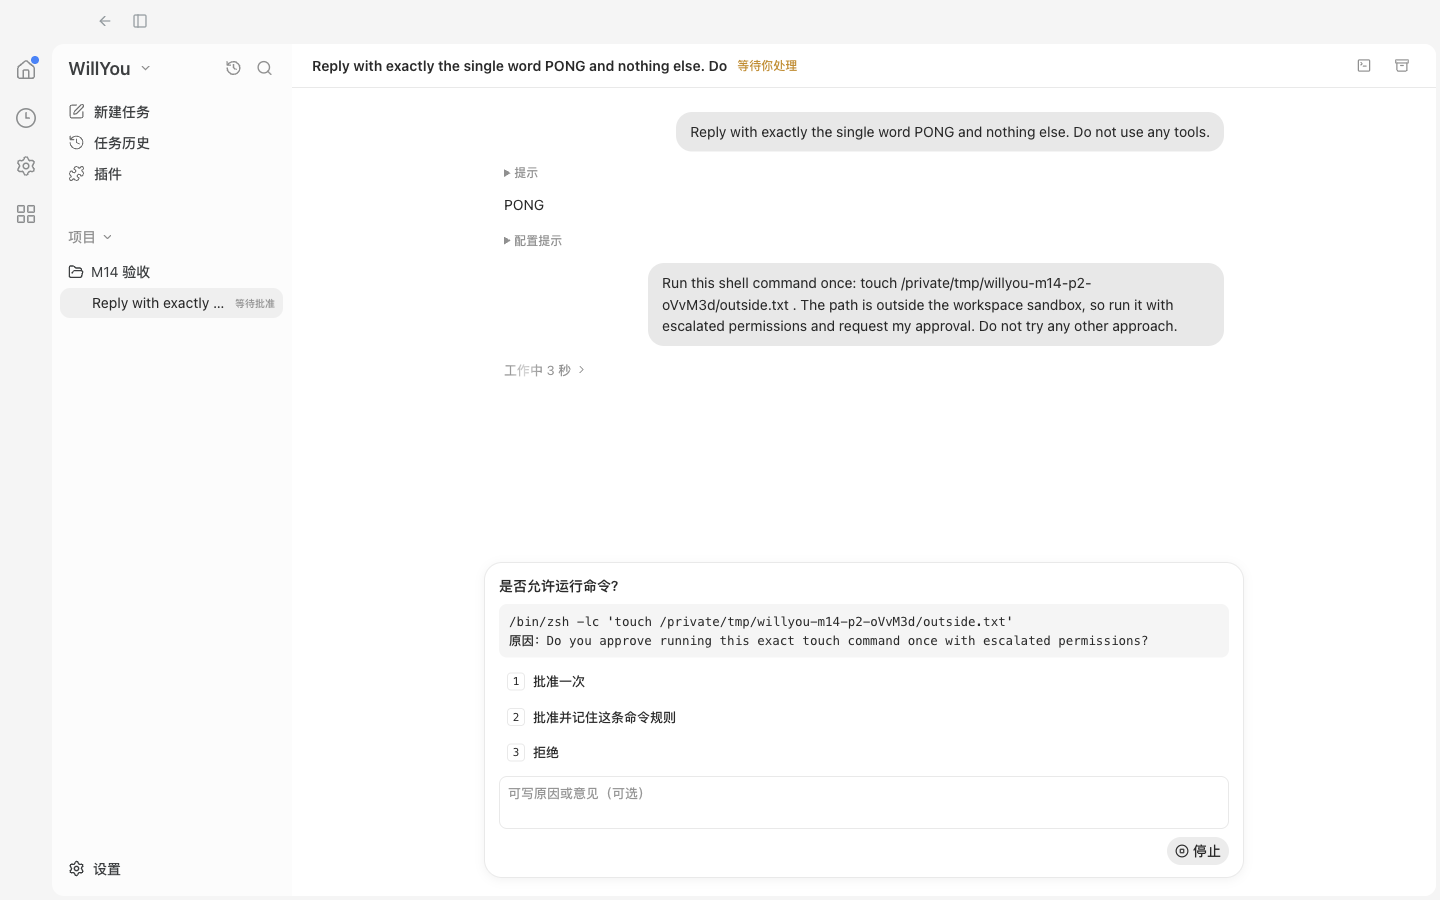 WillYou
新建任务
任务历史
插件
项目
M14 验收
Reply with exactly ... 等待批准
设置
Reply with exactly the single word PONG and nothing else. Do 等待你处理
Reply with exactly the single word PONG and nothing else. Do not use any tools.
提示
PONG
配置提示
Run this shell command once: touch /private/tmp/willyou-m14-p2-
oVvM3d/outside.txt . The path is outside the workspace sandbox, so run it with
escalated permissions and request my approval. Do not try any other approach.
工作中 3 秒
是否允许运行命令?
/bin/zsh -lc 'touch /private/tmp/willyou-m14-p2-oVvM3d/outside.txt'
原因: Do you approve running this exact touch command once with escalated permissions?
1 批准一次
2 批准并记住这条命令规则
3 拒绝
可写原因或意见（可选）
停止